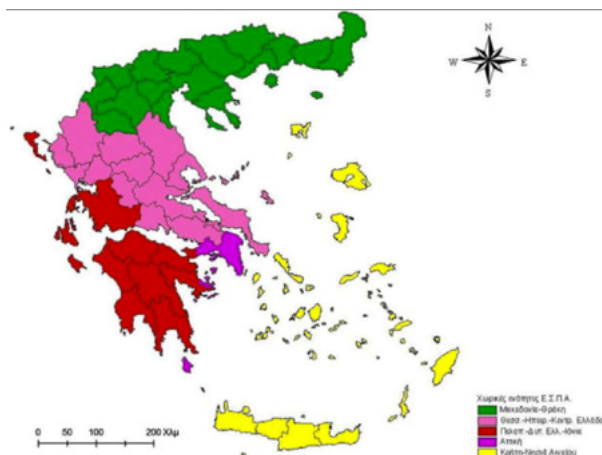 N
W E
S
Χωρικές ενότητες Ε.Σ.Π.Α.
Μακεδονία-Θράκη
Θεσσ.-Ηπειρ.-Κεντρ. Ελλάδα
Πελοπ.-Δυτ. Ελλ.-Ιόνια
Αττική
Κρήτη-Νησιά Αιγαίου
0 50 100 200 Χλμ